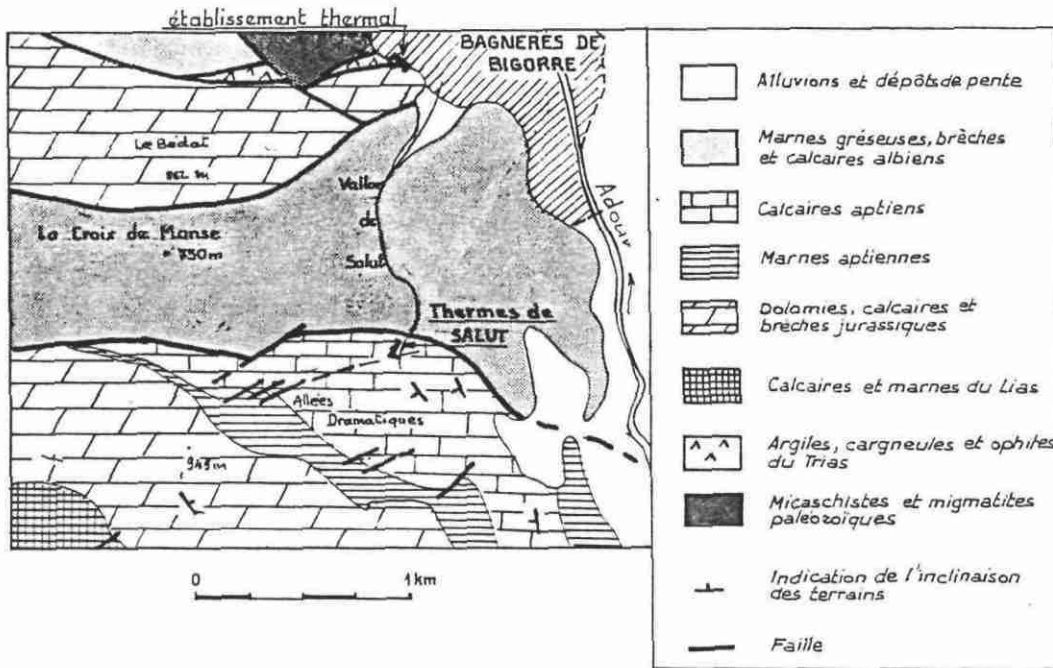 établissement thermal
BAGNERES DE
BIGORRE
Le Bédat
862 m
Vallon
de
Salut
La Croix de Manse
750m
Adour
Thermes de
SALUT
Allées
Dramatiques
943m
0
1km
Alluvions et dépôts de pente
Marnes gréseuses, brèches
et calcaires albiens
Calcaires aptiens
Marnes aptiennes
Dolomies, calcaires et
brèches jurassiques
Calcaires et marnes du Lias
Argiles, cargneules et ophites
du Trias
Micaschistes et migmatites
paléozoïques
Indication de l'inclinaison
des terrains
Faille